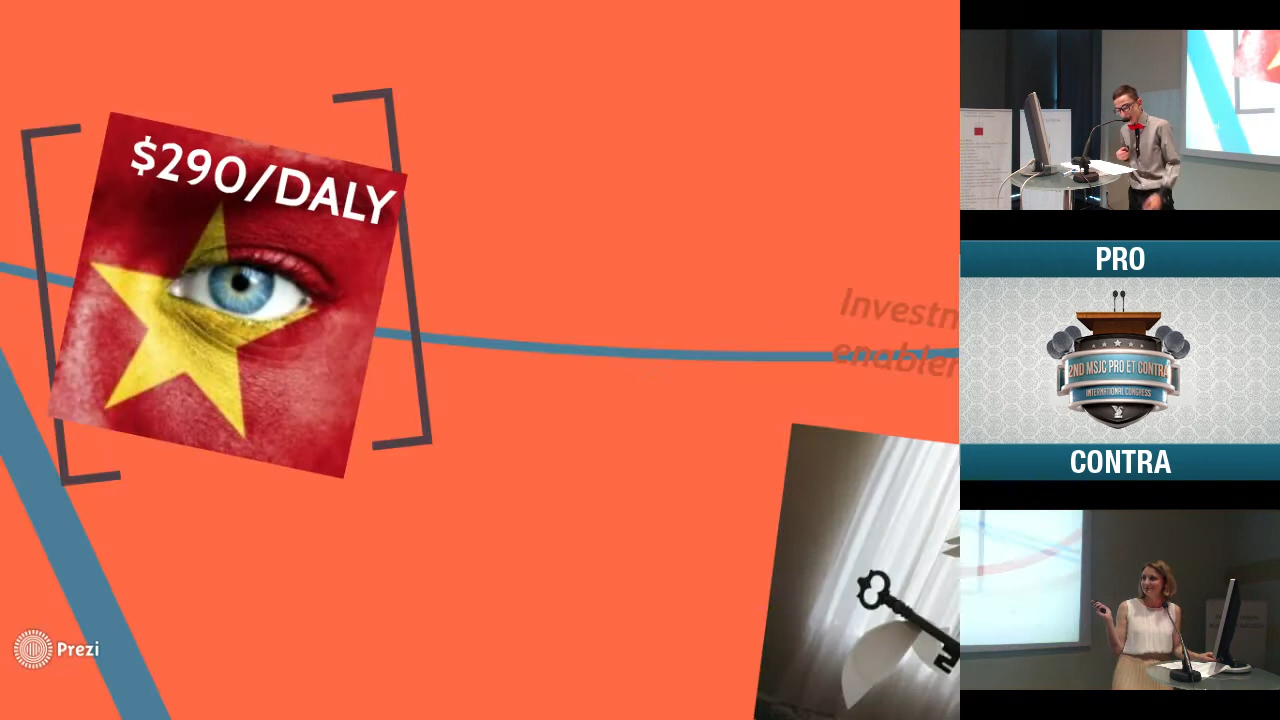 $290/DALY
Prezi
PRO
2ND MSJC PRO ET CONTRA
INTERNATIONAL CONGRESS
CONTRA